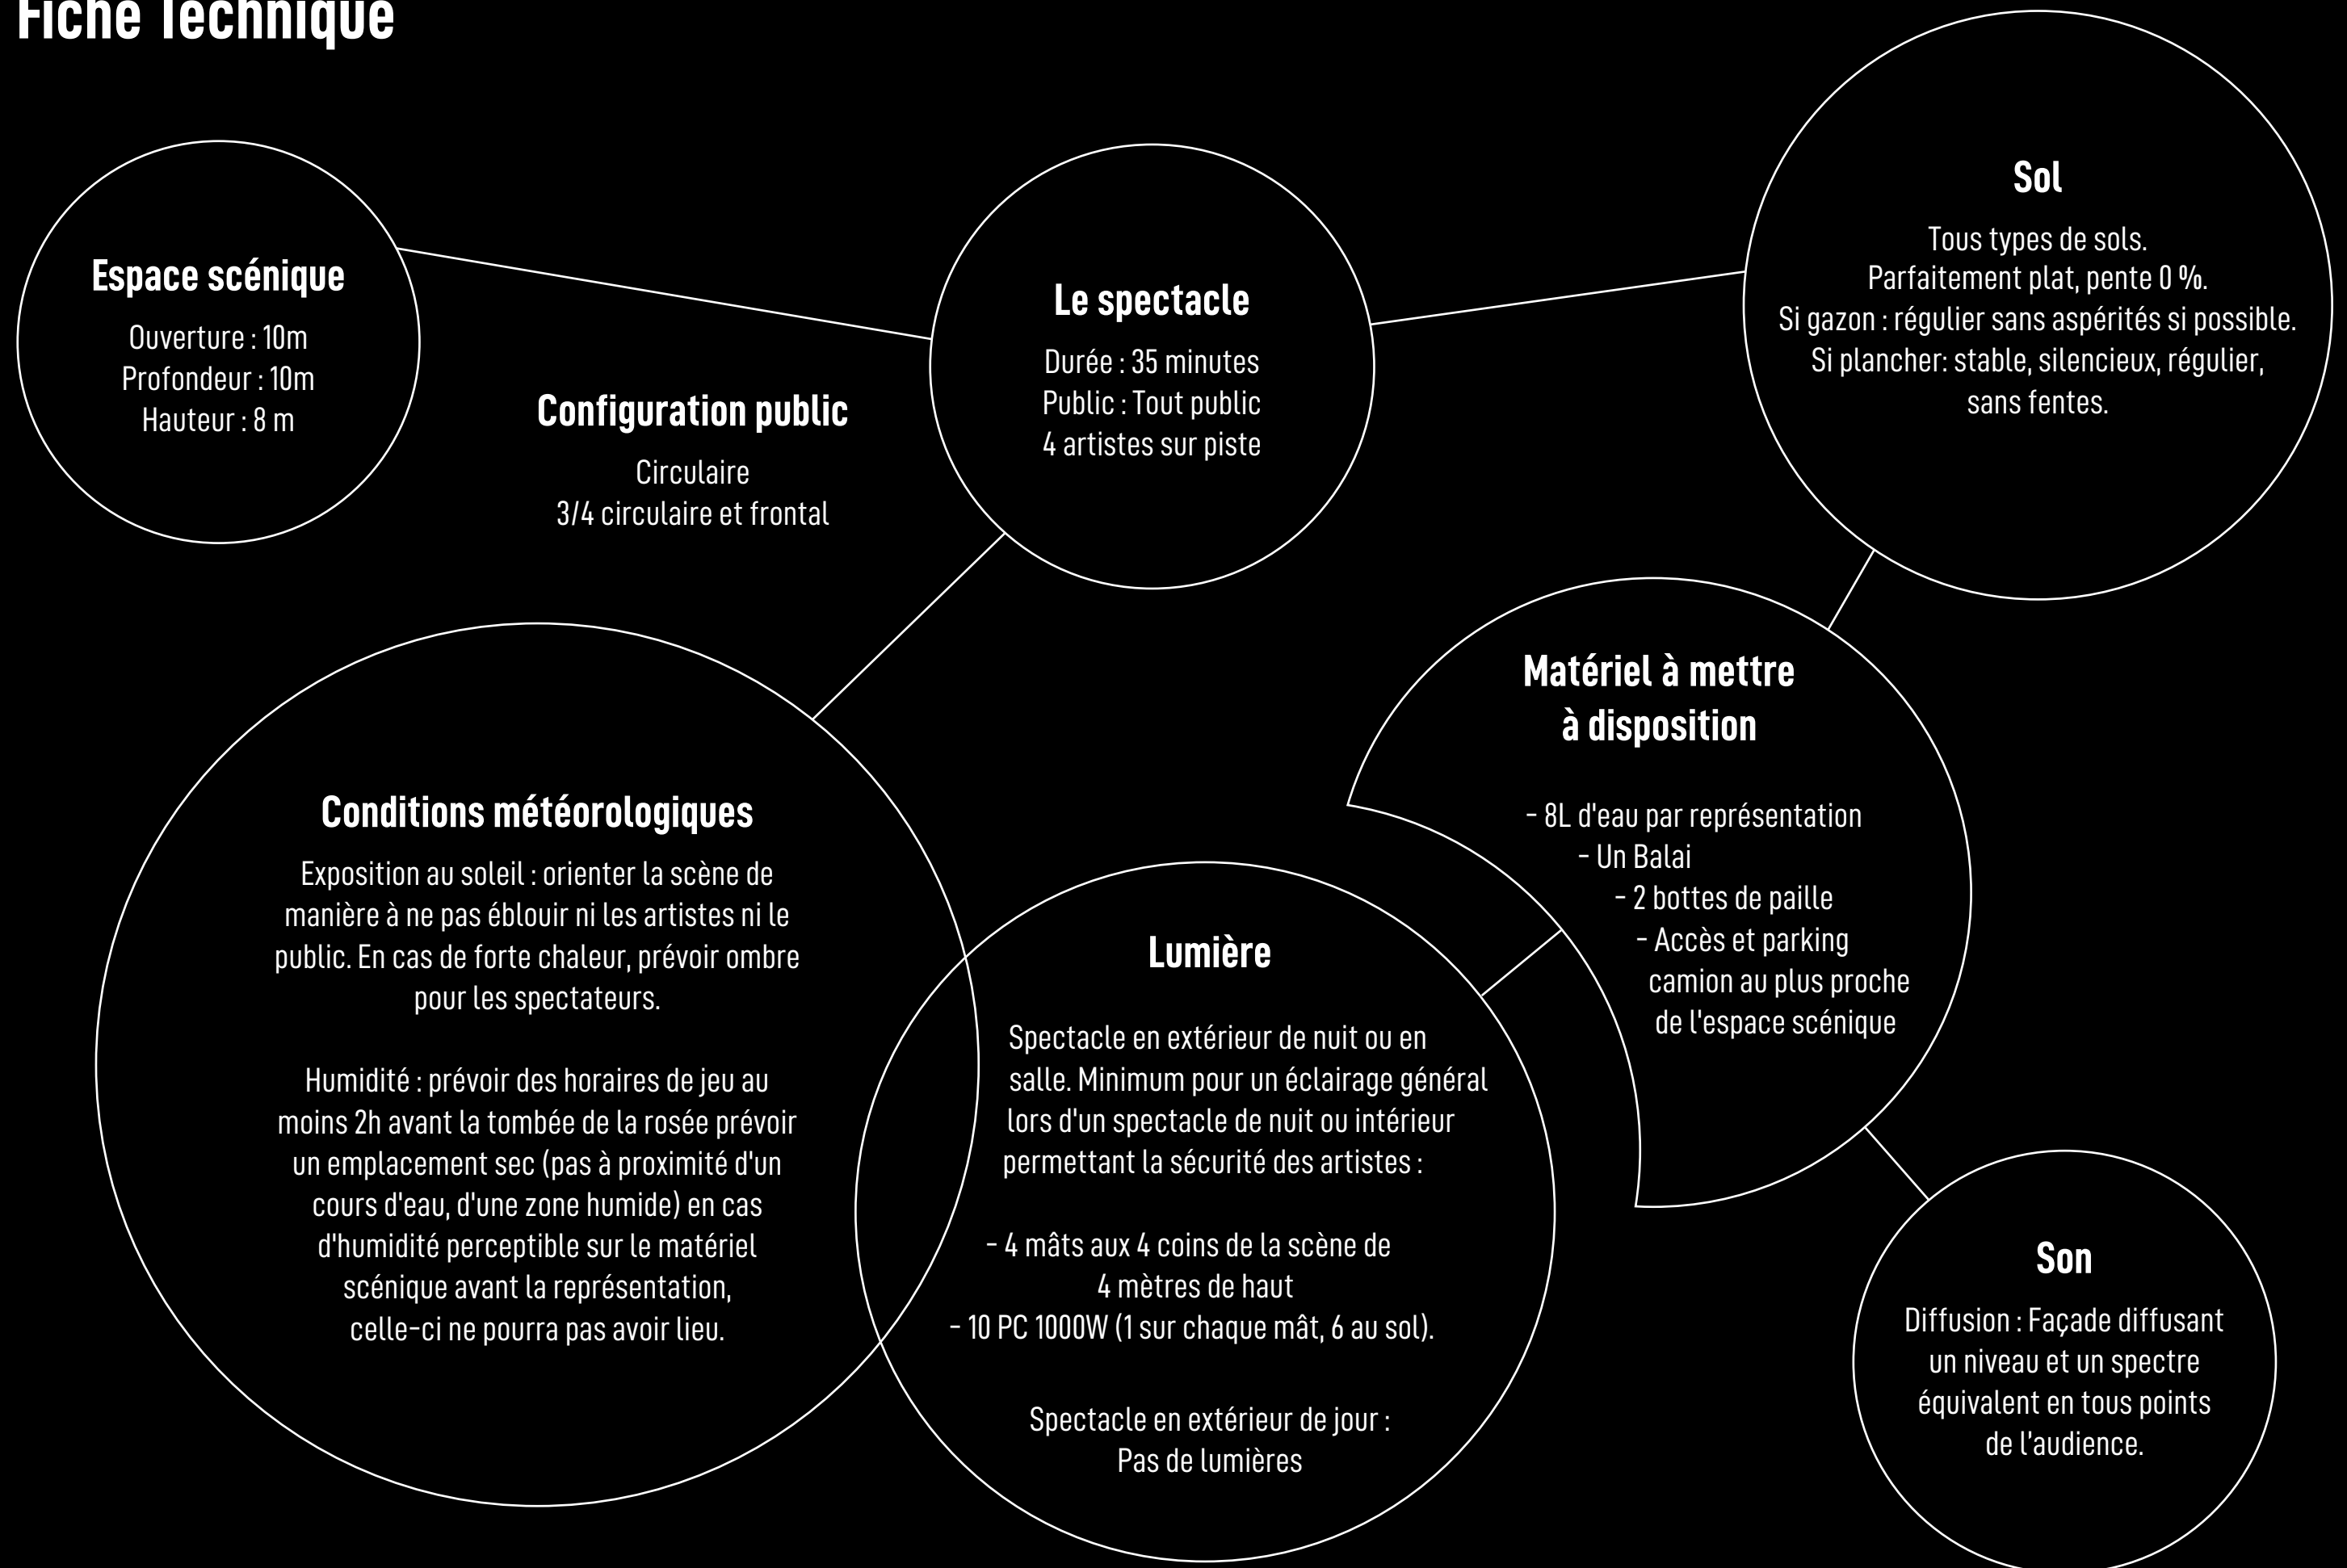 Fiche Technique
Espace scénique
Ouverture : 10m
Profondeur : 10m
Hauteur : 8 m
Configuration public
Circulaire
3/4 circulaire et frontal
Le spectacle
Durée : 35 minutes
Public : Tout public
4 artistes sur piste
Sol
Tous types de sols.
Parfaitement plat, pente 0 %.
Si gazon : régulier sans aspérités si possible.
Si plancher: stable, silencieux, régulier,
sans fentes.
Conditions météorologiques
Exposition au soleil : orienter la scène de
manière à ne pas éblouir ni les artistes ni le
public. En cas de forte chaleur, prévoir ombre
pour les spectateurs.
Humidité : prévoir des horaires de jeu au
moins 2h avant la tombée de la rosée prévoir
un emplacement sec (pas à proximité d'un
cours d'eau, d'une zone humide) en cas
d'humidité perceptible sur le matériel
scénique avant la représentation,
celle-ci ne pourra pas avoir lieu.
Lumière
Spectacle en extérieur de nuit ou en
salle. Minimum pour un éclairage général
lors d'un spectacle de nuit ou intérieur
permettant la sécurité des artistes :
- 4 mâts aux 4 coins de la scène de
4 mètres de haut
- 10 PC 1000W (1 sur chaque mât, 6 au sol).
Spectacle en extérieur de jour :
Pas de lumières
Matériel à mettre
à disposition
- 8L d'eau par représentation
- Un Balai
- 2 bottes de paille
- Accès et parking
camion au plus proche
de l'espace scénique
Son
Diffusion : Façade diffusant
un niveau et un spectre
équivalent en tous points
de l’audience.